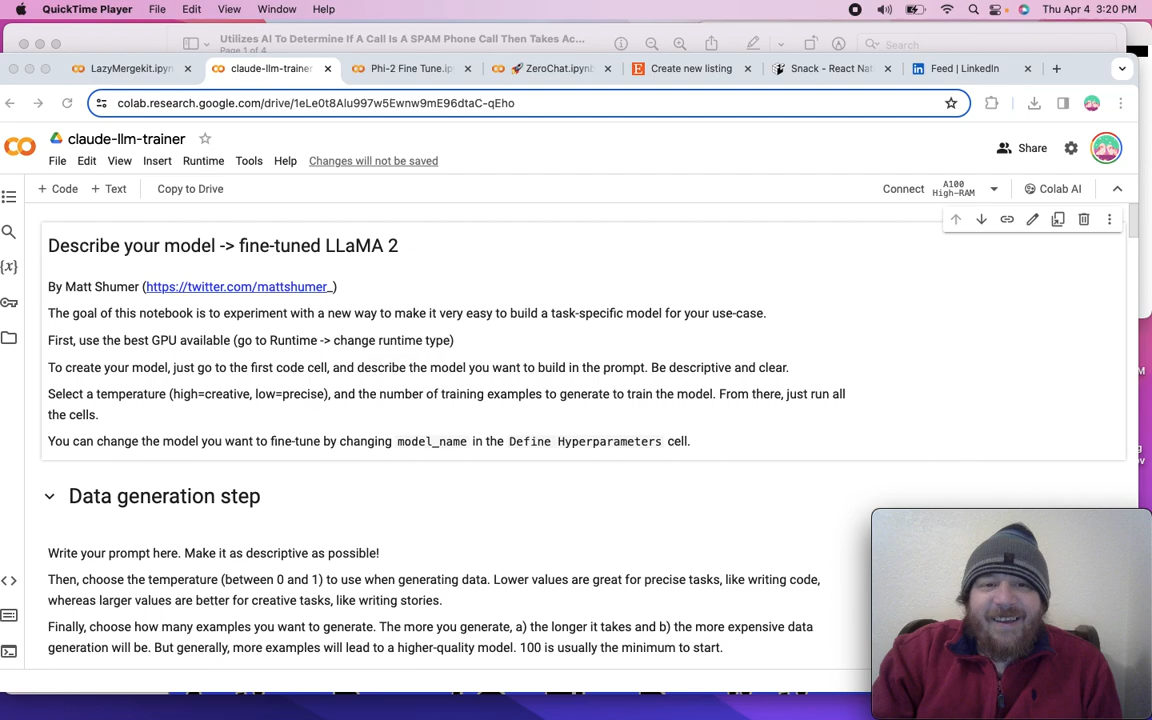 QuickTime Player File Edit View Window Help Thu Apr 4 3:20 PM
Utilizes AI To Determine If A Call Is A SPAM Phone Call Then Takes Ac...
Page 1 of 4
Search
LazyMergekit.ipynb claude-llm-trainer Phi-2 Fine Tune.ipy 🚀 ZeroChat.ipynb Create new listing Snack - React Nat Feed | LinkedIn
colab.research.google.com/drive/1eLe0t8Alu997w5Ewnw9mE96dtaC-qEho
claude-llm-trainer
File Edit View Insert Runtime Tools Help Changes will not be saved
Share
+ Code + Text Copy to Drive Connect A100 High-RAM Colab AI
Describe your model -> fine-tuned LLaMA 2
By Matt Shumer (https://twitter.com/mattshumer_)
The goal of this notebook is to experiment with a new way to make it very easy to build a task-specific model for your use-case.
First, use the best GPU available (go to Runtime -> change runtime type)
To create your model, just go to the first code cell, and describe the model you want to build in the prompt. Be descriptive and clear.
Select a temperature (high=creative, low=precise), and the number of training examples to generate to train the model. From there, just run all
the cells.
You can change the model you want to fine-tune by changing model_name in the Define Hyperparameters cell.
Data generation step
Write your prompt here. Make it as descriptive as possible!
Then, choose the temperature (between 0 and 1) to use when generating data. Lower values are great for precise tasks, like writing code,
whereas larger values are better for creative tasks, like writing stories.
Finally, choose how many examples you want to generate. The more you generate, a) the longer it takes and b) the more expensive data
generation will be. But generally, more examples will lead to a higher-quality model. 100 is usually the minimum to start.